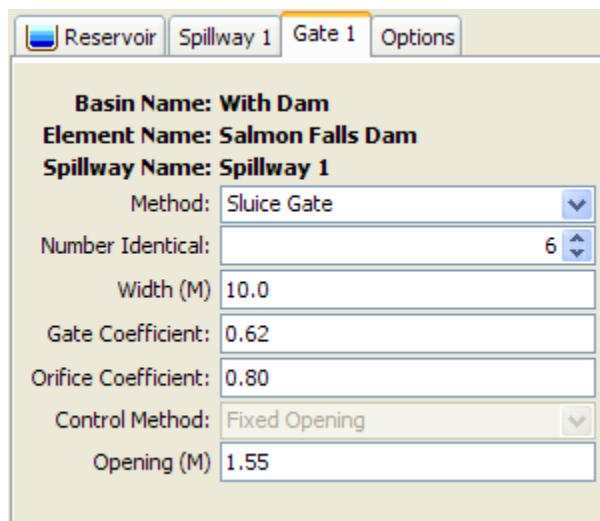 Reservoir Spillway 1 Gate 1 Options
Basin Name: With Dam
Element Name: Salmon Falls Dam
Spillway Name: Spillway 1
Method: Sluice Gate
Number Identical: 6
Width (M) 10.0
Gate Coefficient: 0.62
Orifice Coefficient: 0.80
Control Method: Fixed Opening
Opening (M) 1.55